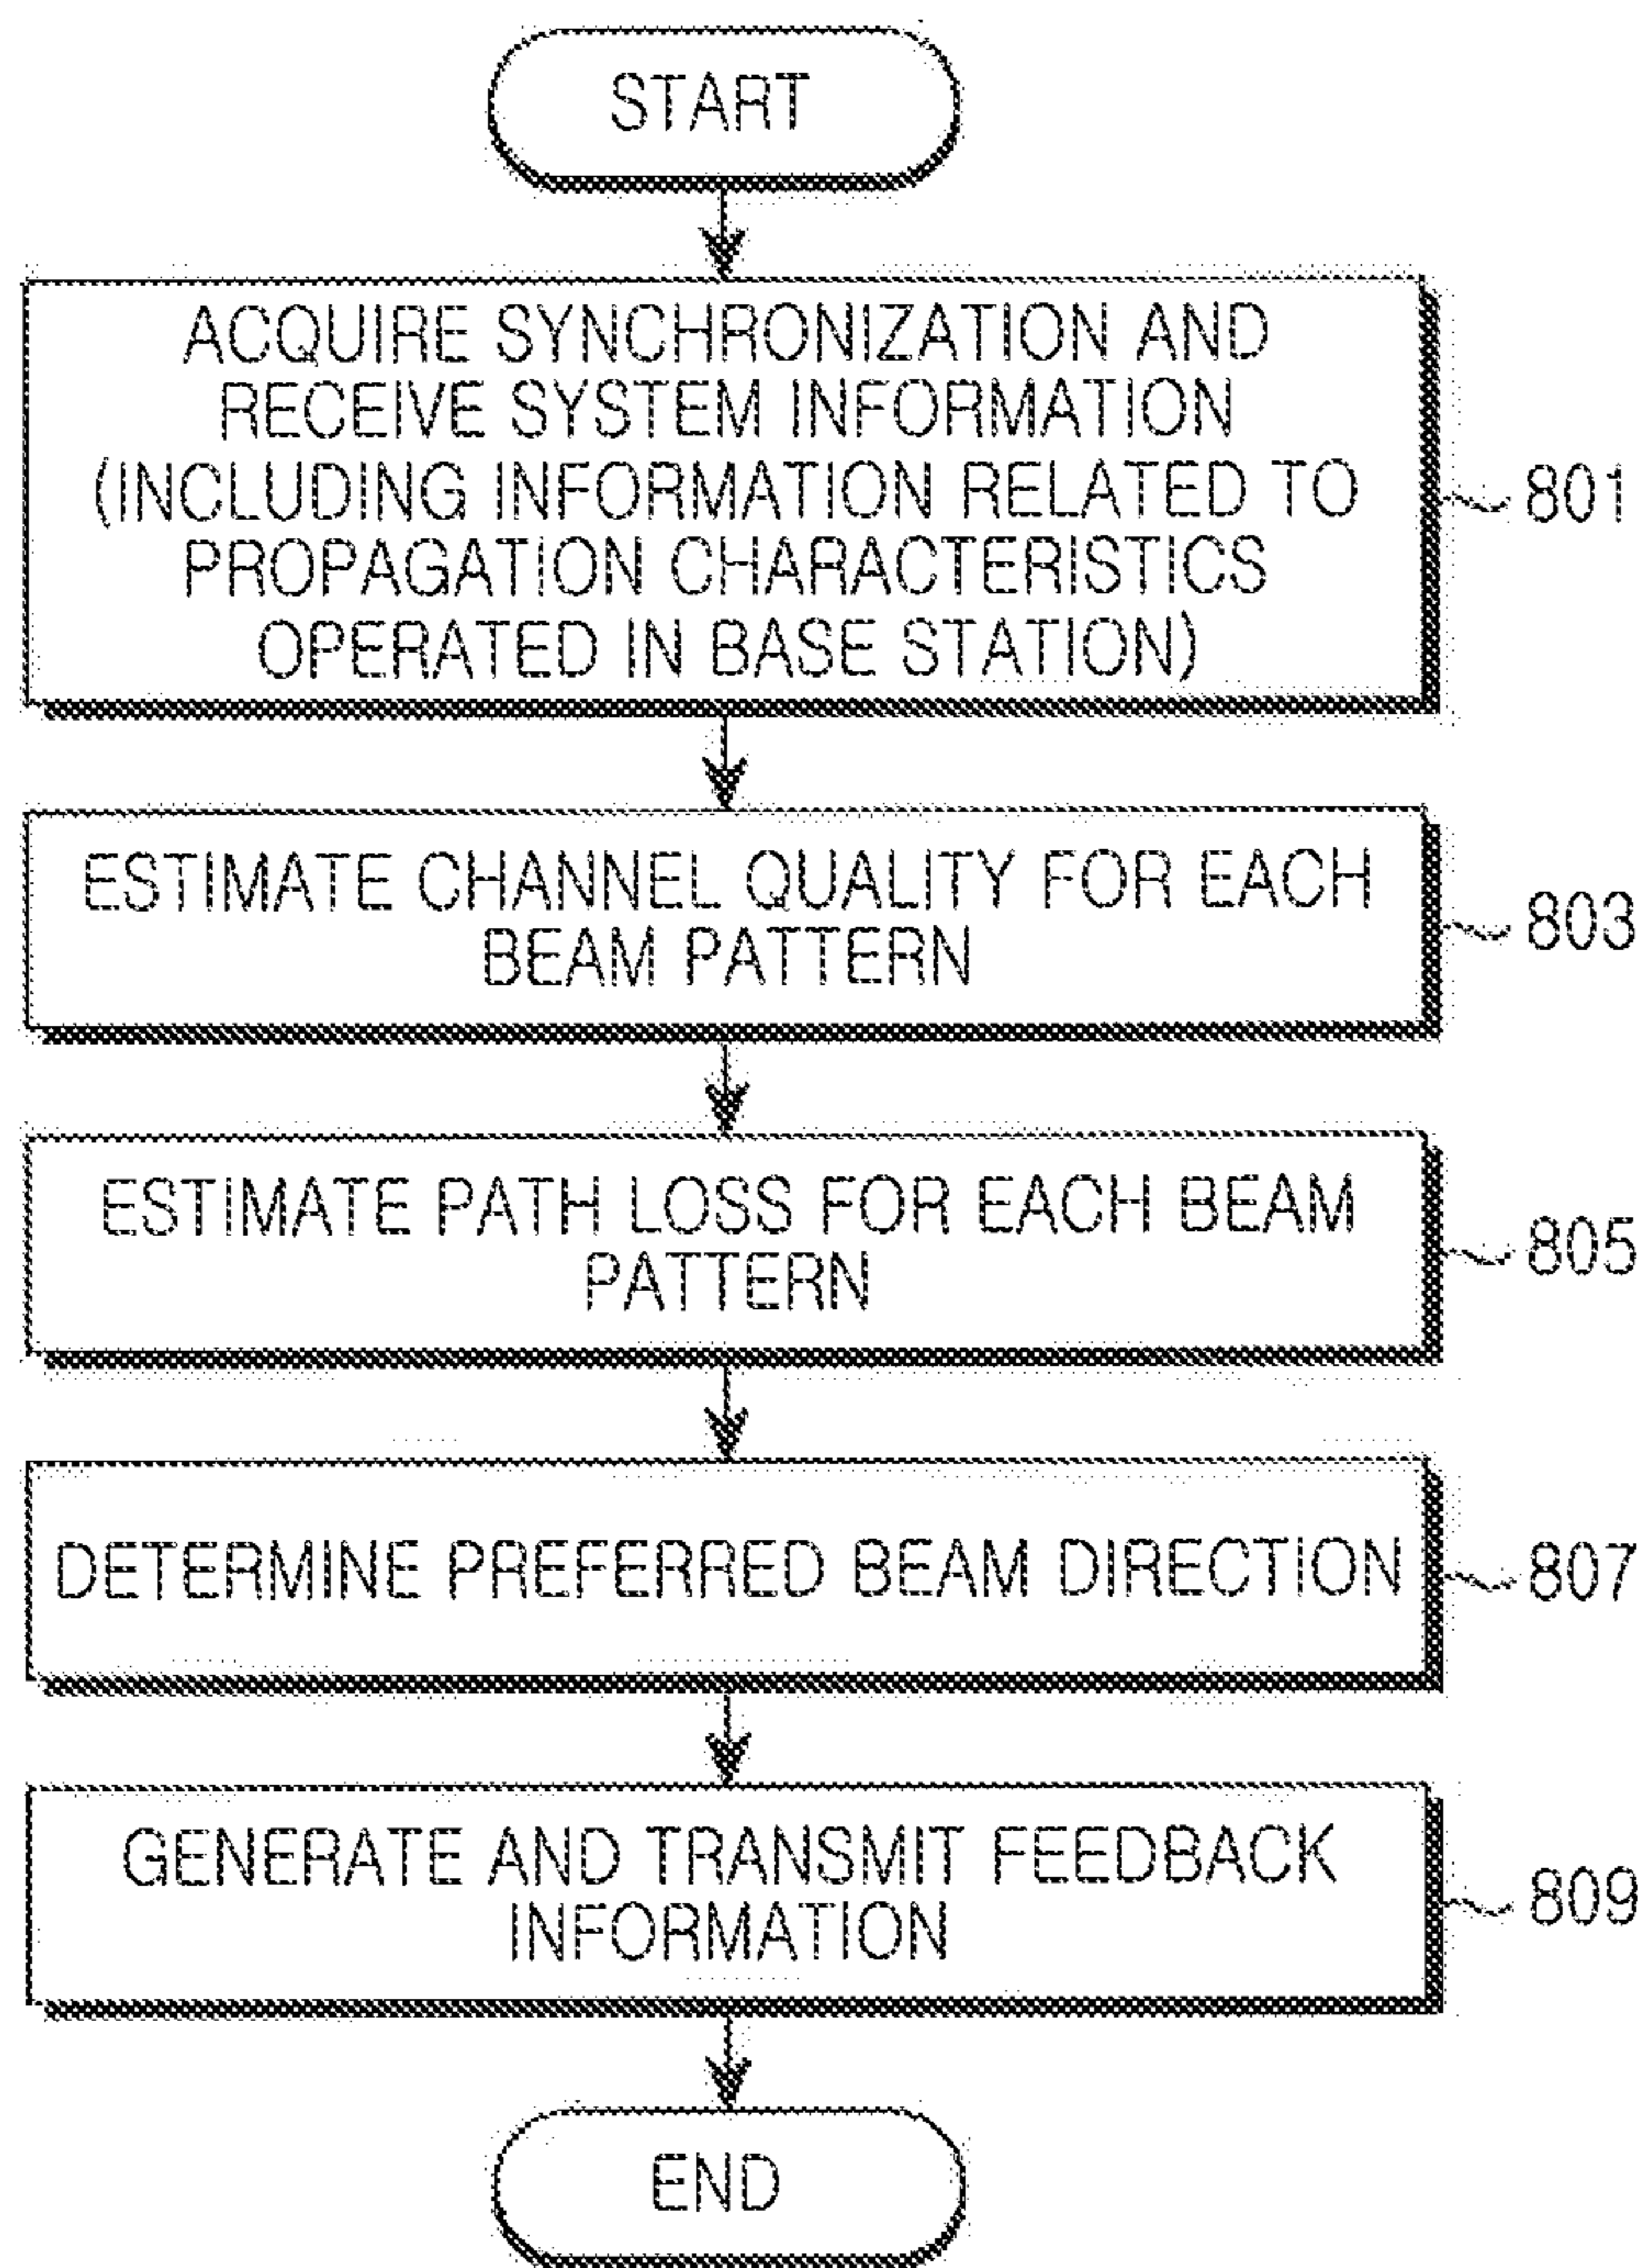 START
ACQUIRE SYNCHRONIZATION AND
RECEIVE SYSTEM INFORMATION
(INCLUDING INFORMATION RELATED TO
PROPAGATION CHARACTERISTICS
OPERATED IN BASE STATION)
801
ESTIMATE CHANNEL QUALITY FOR EACH
BEAM PATTERN
803
ESTIMATE PATH LOSS FOR EACH BEAM
PATTERN
805
DETERMINE PREFERRED BEAM DIRECTION
807
GENERATE AND TRANSMIT FEEDBACK
INFORMATION
809
END